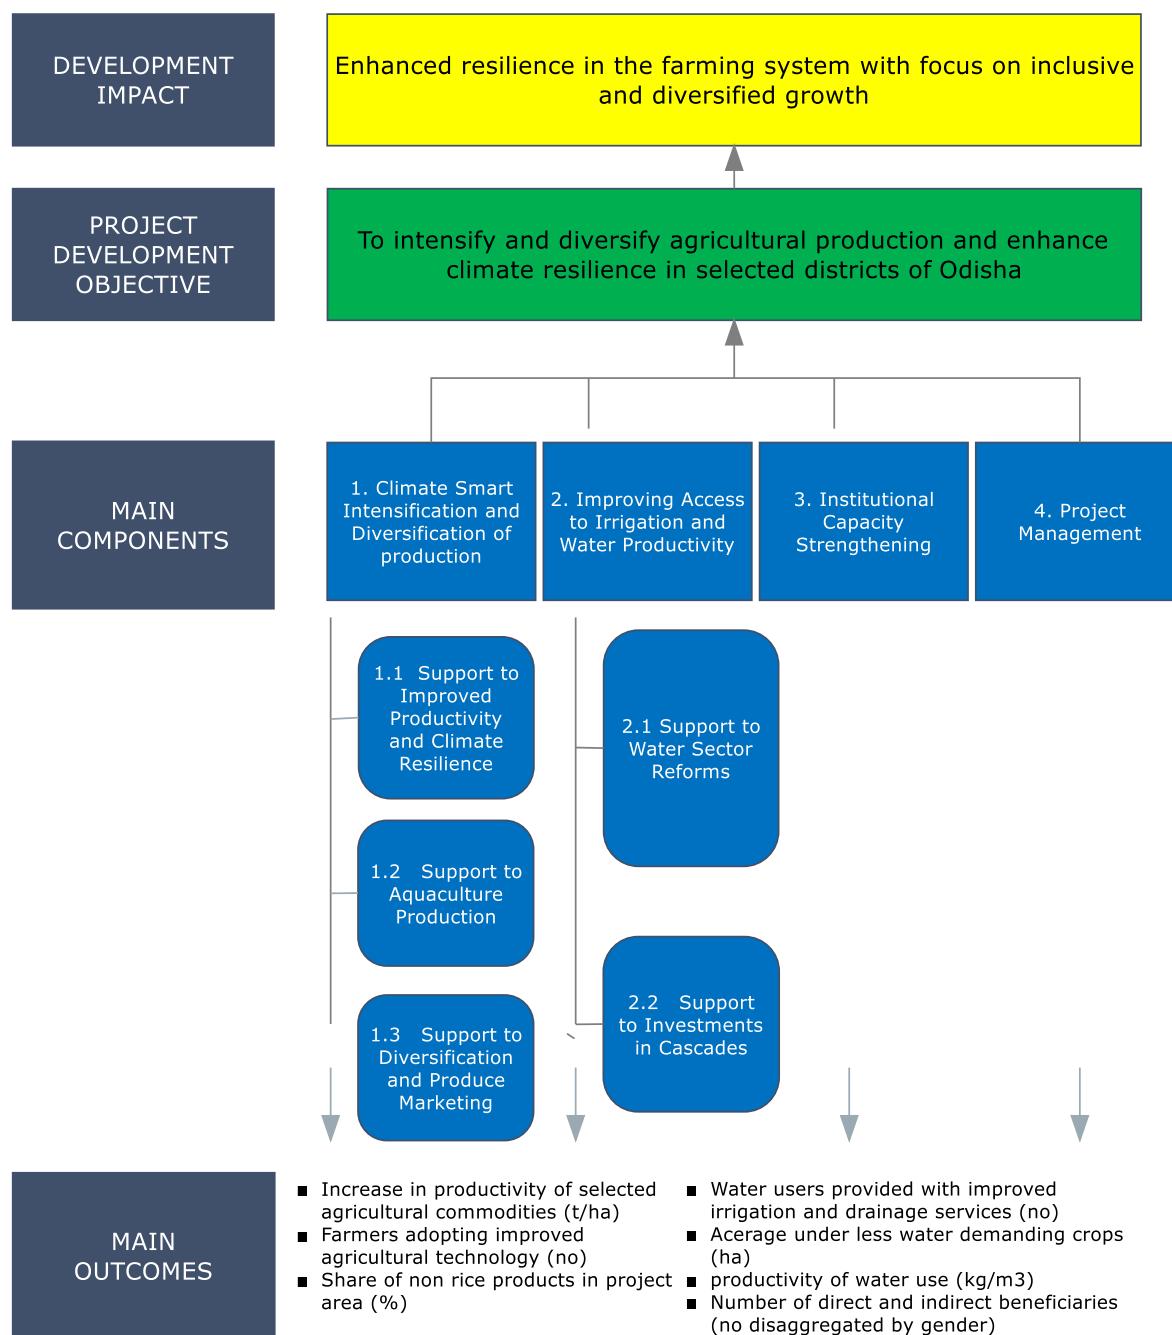 DEVELOPMENT
IMPACT
Enhanced resilience in the farming system with focus on inclusive
and diversified growth
PROJECT
DEVELOPMENT
OBJECTIVE
To intensify and diversify agricultural production and enhance
climate resilience in selected districts of Odisha
MAIN
COMPONENTS
1. Climate Smart
Intensification and
Diversification of
production
2. Improving Access
to Irrigation and
Water Productivity
3. Institutional
Capacity
Strengthening
4. Project
Management
1.1 Support to
Improved
Productivity
and Climate
Resilience
1.2 Support to
Aquaculture
Production
1.3 Support to
Diversification
and Produce
Marketing
2.1 Support to
Water Sector
Reforms
2.2 Support
to Investments
in Cascades
MAIN
OUTCOMES
▪ Increase in productivity of selected
agricultural commodities (t/ha)
▪ Farmers adopting improved
agricultural technology (no)
▪ Share of non rice products in project
area (%)
▪ Water users provided with improved
irrigation and drainage services (no)
▪ Acerage under less water demanding crops
(ha)
▪ productivity of water use (kg/m3)
▪ Number of direct and indirect beneficiaries
(no disaggregated by gender)